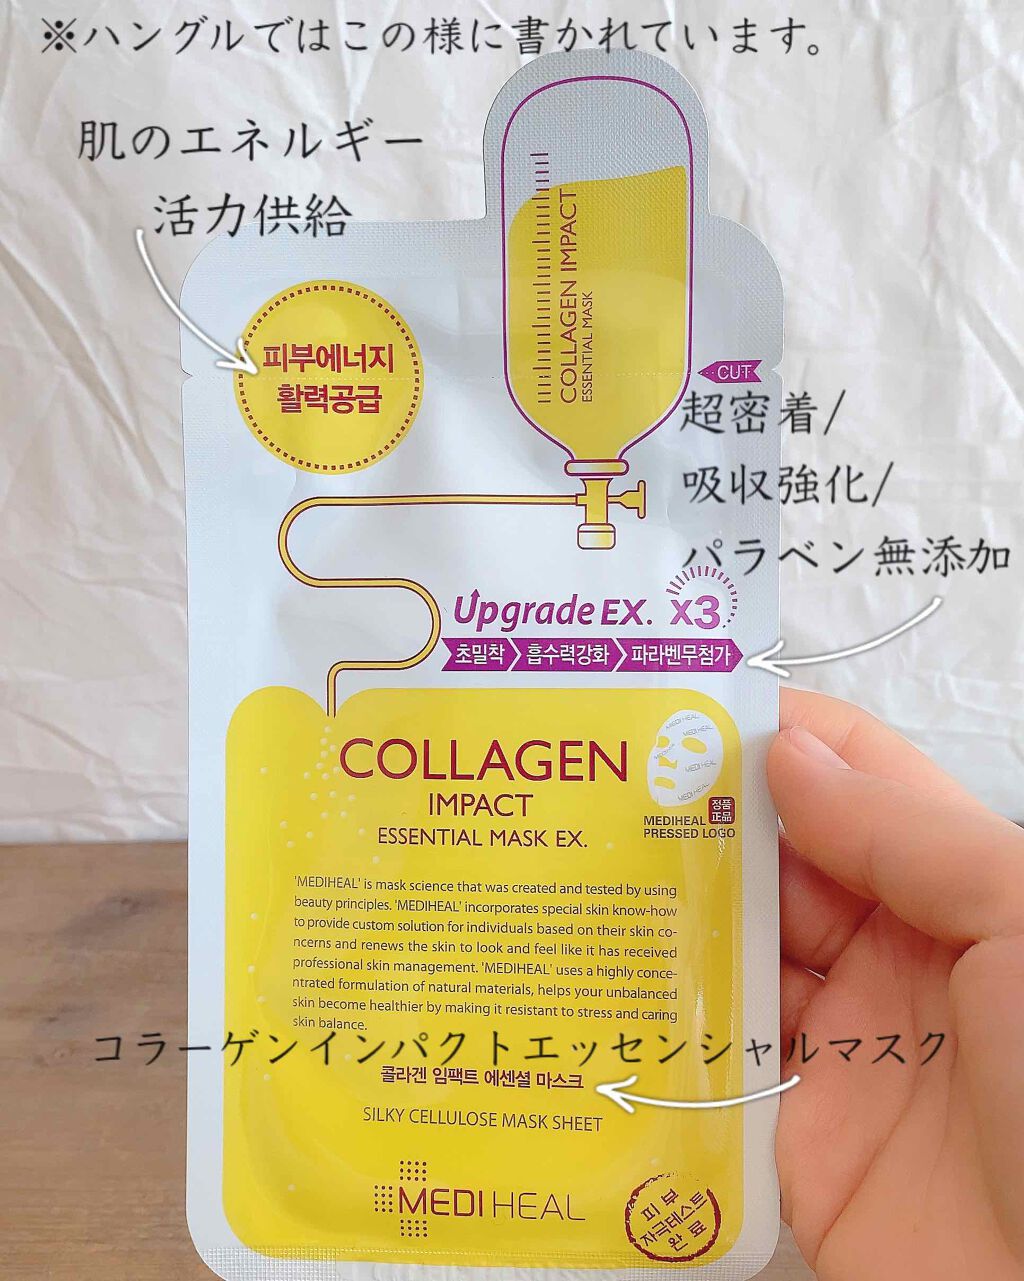 ※ハングルではこの様に書かれています。
肌のエネルギー
活力供給
피부에너지
활력공급
COLLAGEN IMPACT
ESSENTIAL MASK
CUT
超密着/
吸収強化/
パラベン無添加
Upgrade EX. x3
초밀착 흡수력강화 파라벤무첨가
COLLAGEN
IMPACT
ESSENTIAL MASK EX.
MEDIHEAL
MEDIHEAL
MEDIHEAL
MEDIHEAL
정품
正品
MEDIHEAL
PRESSED LOGO
'MEDIHEAL' is mask science that was created and tested by using
beauty principles. 'MEDIHEAL' incorporates special skin know-how
to provide custom solution for individuals based on their skin co-
ncerns and renews the skin to look and feel like it has received
professional skin management. 'MEDIHEAL' uses a highly conce-
ntrated formulation of natural materials, helps your unbalanced
skin become healthier by making it resistant to stress and caring
skin balance.
コラーゲンインパクトエッセンシャルマスク
콜라겐 임팩트 에센셜 마스크
SILKY CELLULOSE MASK SHEET
MEDIHEAL
피부
자극테스트
완료